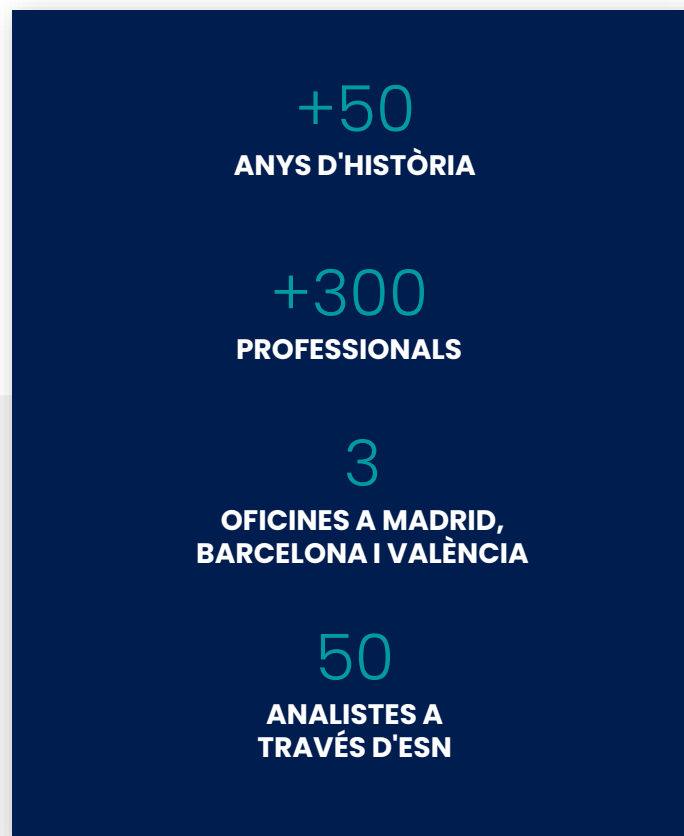 +50
ANYS D'HISTÒRIA
+300
PROFESSIONALS
3
OFICINES A MADRID,
BARCELONA I VALÈNCIA
50
ANALISTES A
TRAVÉS D'ESN